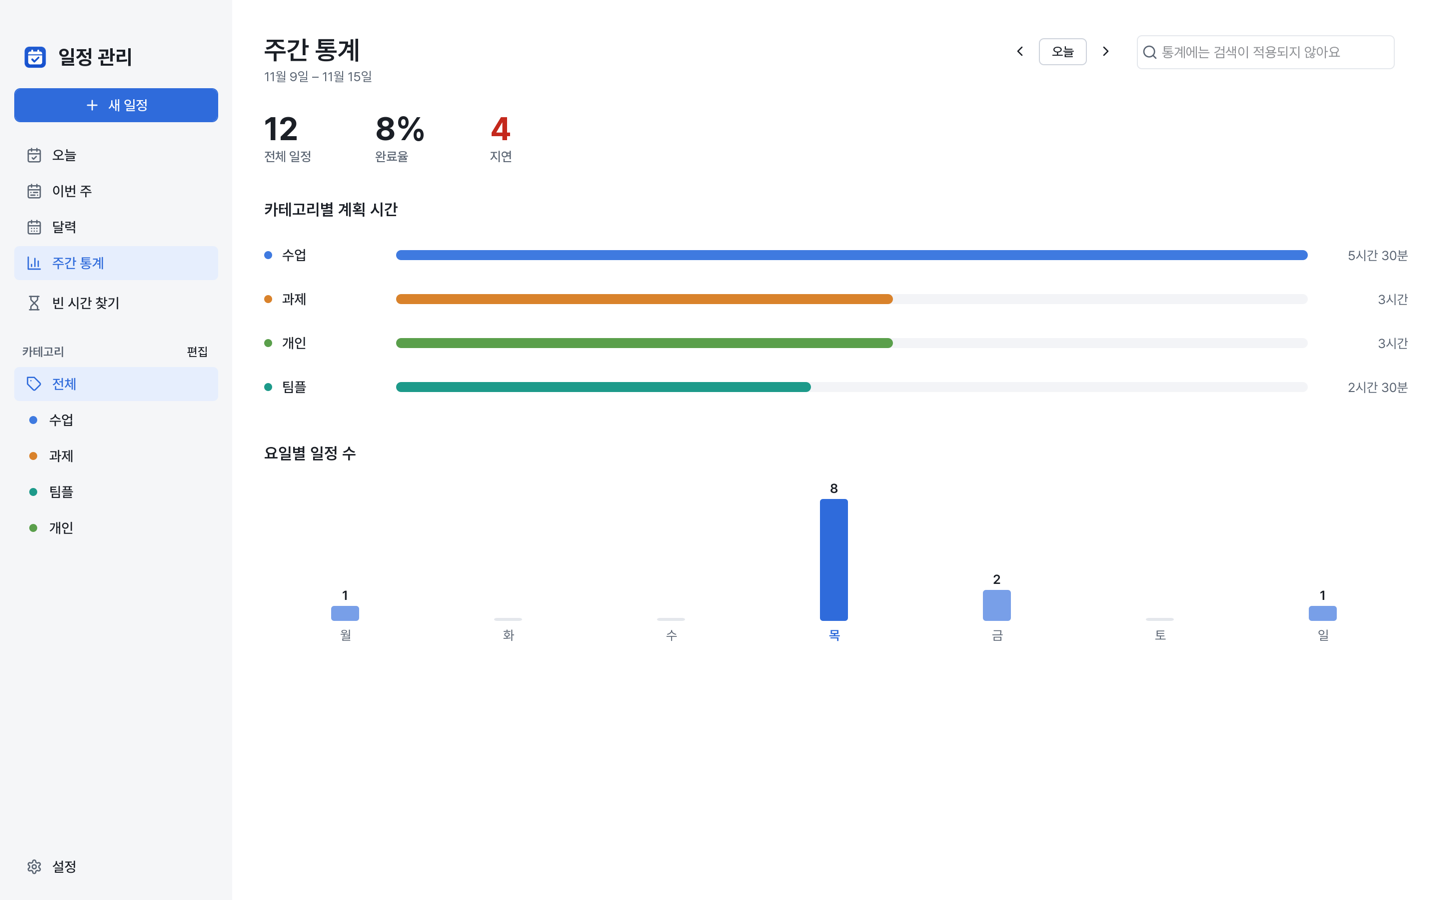 일정 관리
새 일정
오늘
이번 주
달력
주간 통계
빈 시간 찾기
카테고리 편집
전체
수업
과제
팀플
개인
설정
주간 통계
11월 9일 – 11월 15일
오늘
통계에는 검색이 적용되지 않아요
12 8% 4
전체 일정 완료율 지연
카테고리별 계획 시간
수업 5시간 30분
과제 3시간
개인 3시간
팀플 2시간 30분
요일별 일정 수
1 8 2 1
월 화 수 목 금 토 일